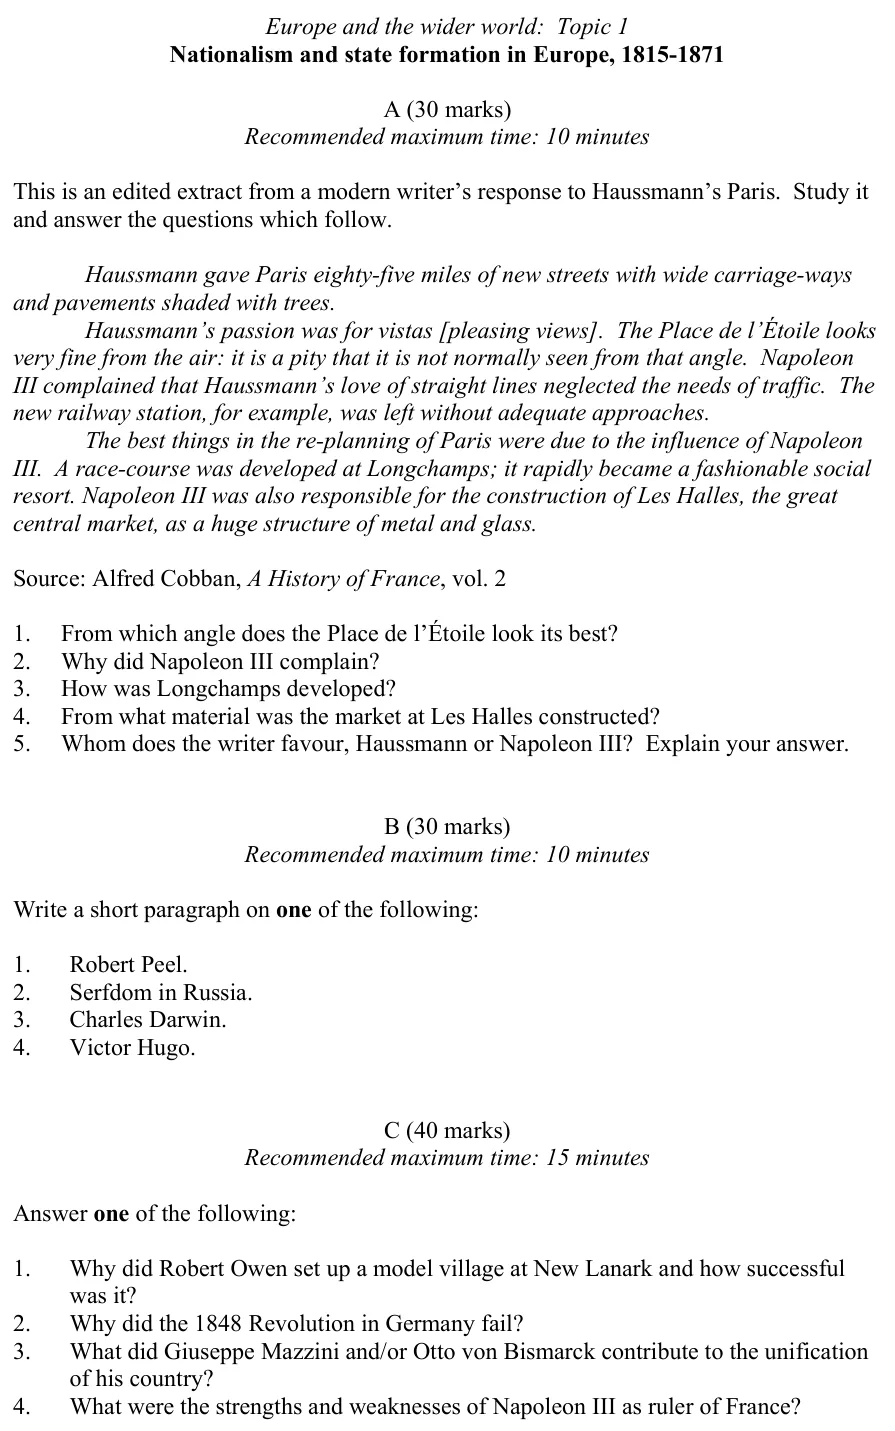 Europe and the wider world:  Topic 1
Nationalism and state formation in Europe, 1815-1871
A (30 marks)
Recommended maximum time: 10 minutes
This is an edited extract from a modern writer’s response to Haussmann’s Paris.  Study it
and answer the questions which follow.
Haussmann gave Paris eighty-five miles of new streets with wide carriage-ways
and pavements shaded with trees.
Haussmann’s passion was for vistas [pleasing views].  The Place de l’Étoile looks
very fine from the air: it is a pity that it is not normally seen from that angle.  Napoleon
III complained that Haussmann’s love of straight lines neglected the needs of traffic.  The
new railway station, for example, was left without adequate approaches.
The best things in the re-planning of Paris were due to the influence of Napoleon
III.  A race-course was developed at Longchamps; it rapidly became a fashionable social
resort. Napoleon III was also responsible for the construction of Les Halles, the great
central market, as a huge structure of metal and glass.
Source: Alfred Cobban, A History of France, vol. 2
1. From which angle does the Place de l’Étoile look its best?
2. Why did Napoleon III complain?
3. How was Longchamps developed?
4. From what material was the market at Les Halles constructed?
5. Whom does the writer favour, Haussmann or Napoleon III?  Explain your answer.
B (30 marks)
Recommended maximum time: 10 minutes
Write a short paragraph on one of the following:
1. Robert Peel.
2. Serfdom in Russia.
3. Charles Darwin.
4. Victor Hugo.
C (40 marks)
Recommended maximum time: 15 minutes
Answer one of the following:
1. Why did Robert Owen set up a model village at New Lanark and how successful
was it?
2. Why did the 1848 Revolution in Germany fail?
3. What did Giuseppe Mazzini and/or Otto von Bismarck contribute to the unification
of his country?
4. What were the strengths and weaknesses of Napoleon III as ruler of France?